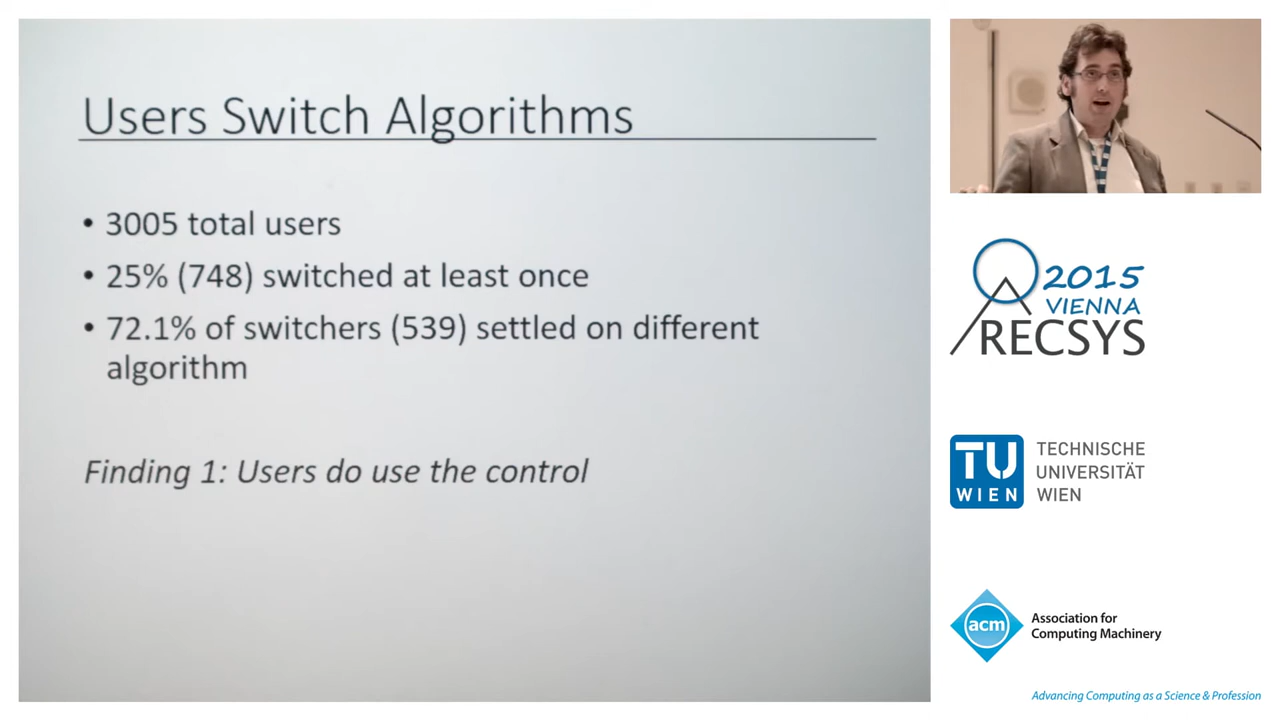 Users Switch Algorithms
• 3005 total users
• 25% (748) switched at least once
• 72.1% of switchers (539) settled on different
algorithm
Finding 1: Users do use the control
2015
VIENNA
RECSYS
TU
WIEN
TECHNISCHE
UNIVERSITÄT
WIEN
acm
Association for
Computing Machinery
Advancing Computing as a Science & Profession